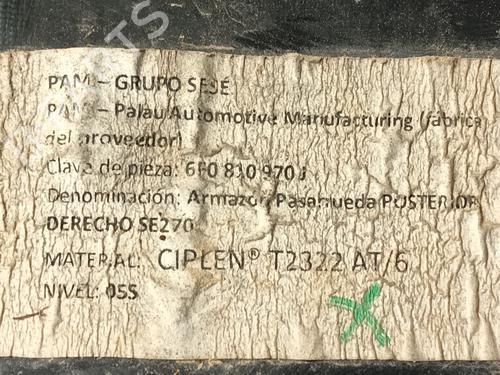 PAM – GRUPO SESÉ
PAM – Palau Automotive Manufacturing (fábrica
del proveedor)
Clave de pieza: 6F0 810 970 J
Denominación: Armazón Pasarrueda POSTERIOR
DERECHO SE270
MATERIAL: CIPLEN® T2322 AT/6
NIVEL: 05S